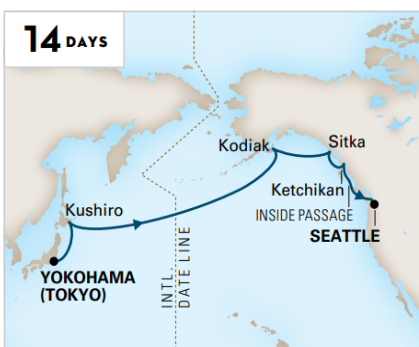 14 DAYS
Kodiak
Sitka
Ketchikan
INSIDE PASSAGE
SEATTLE
Kushiro
YOKOHAMA
(TOKYO)
INTL.
DATE LINE